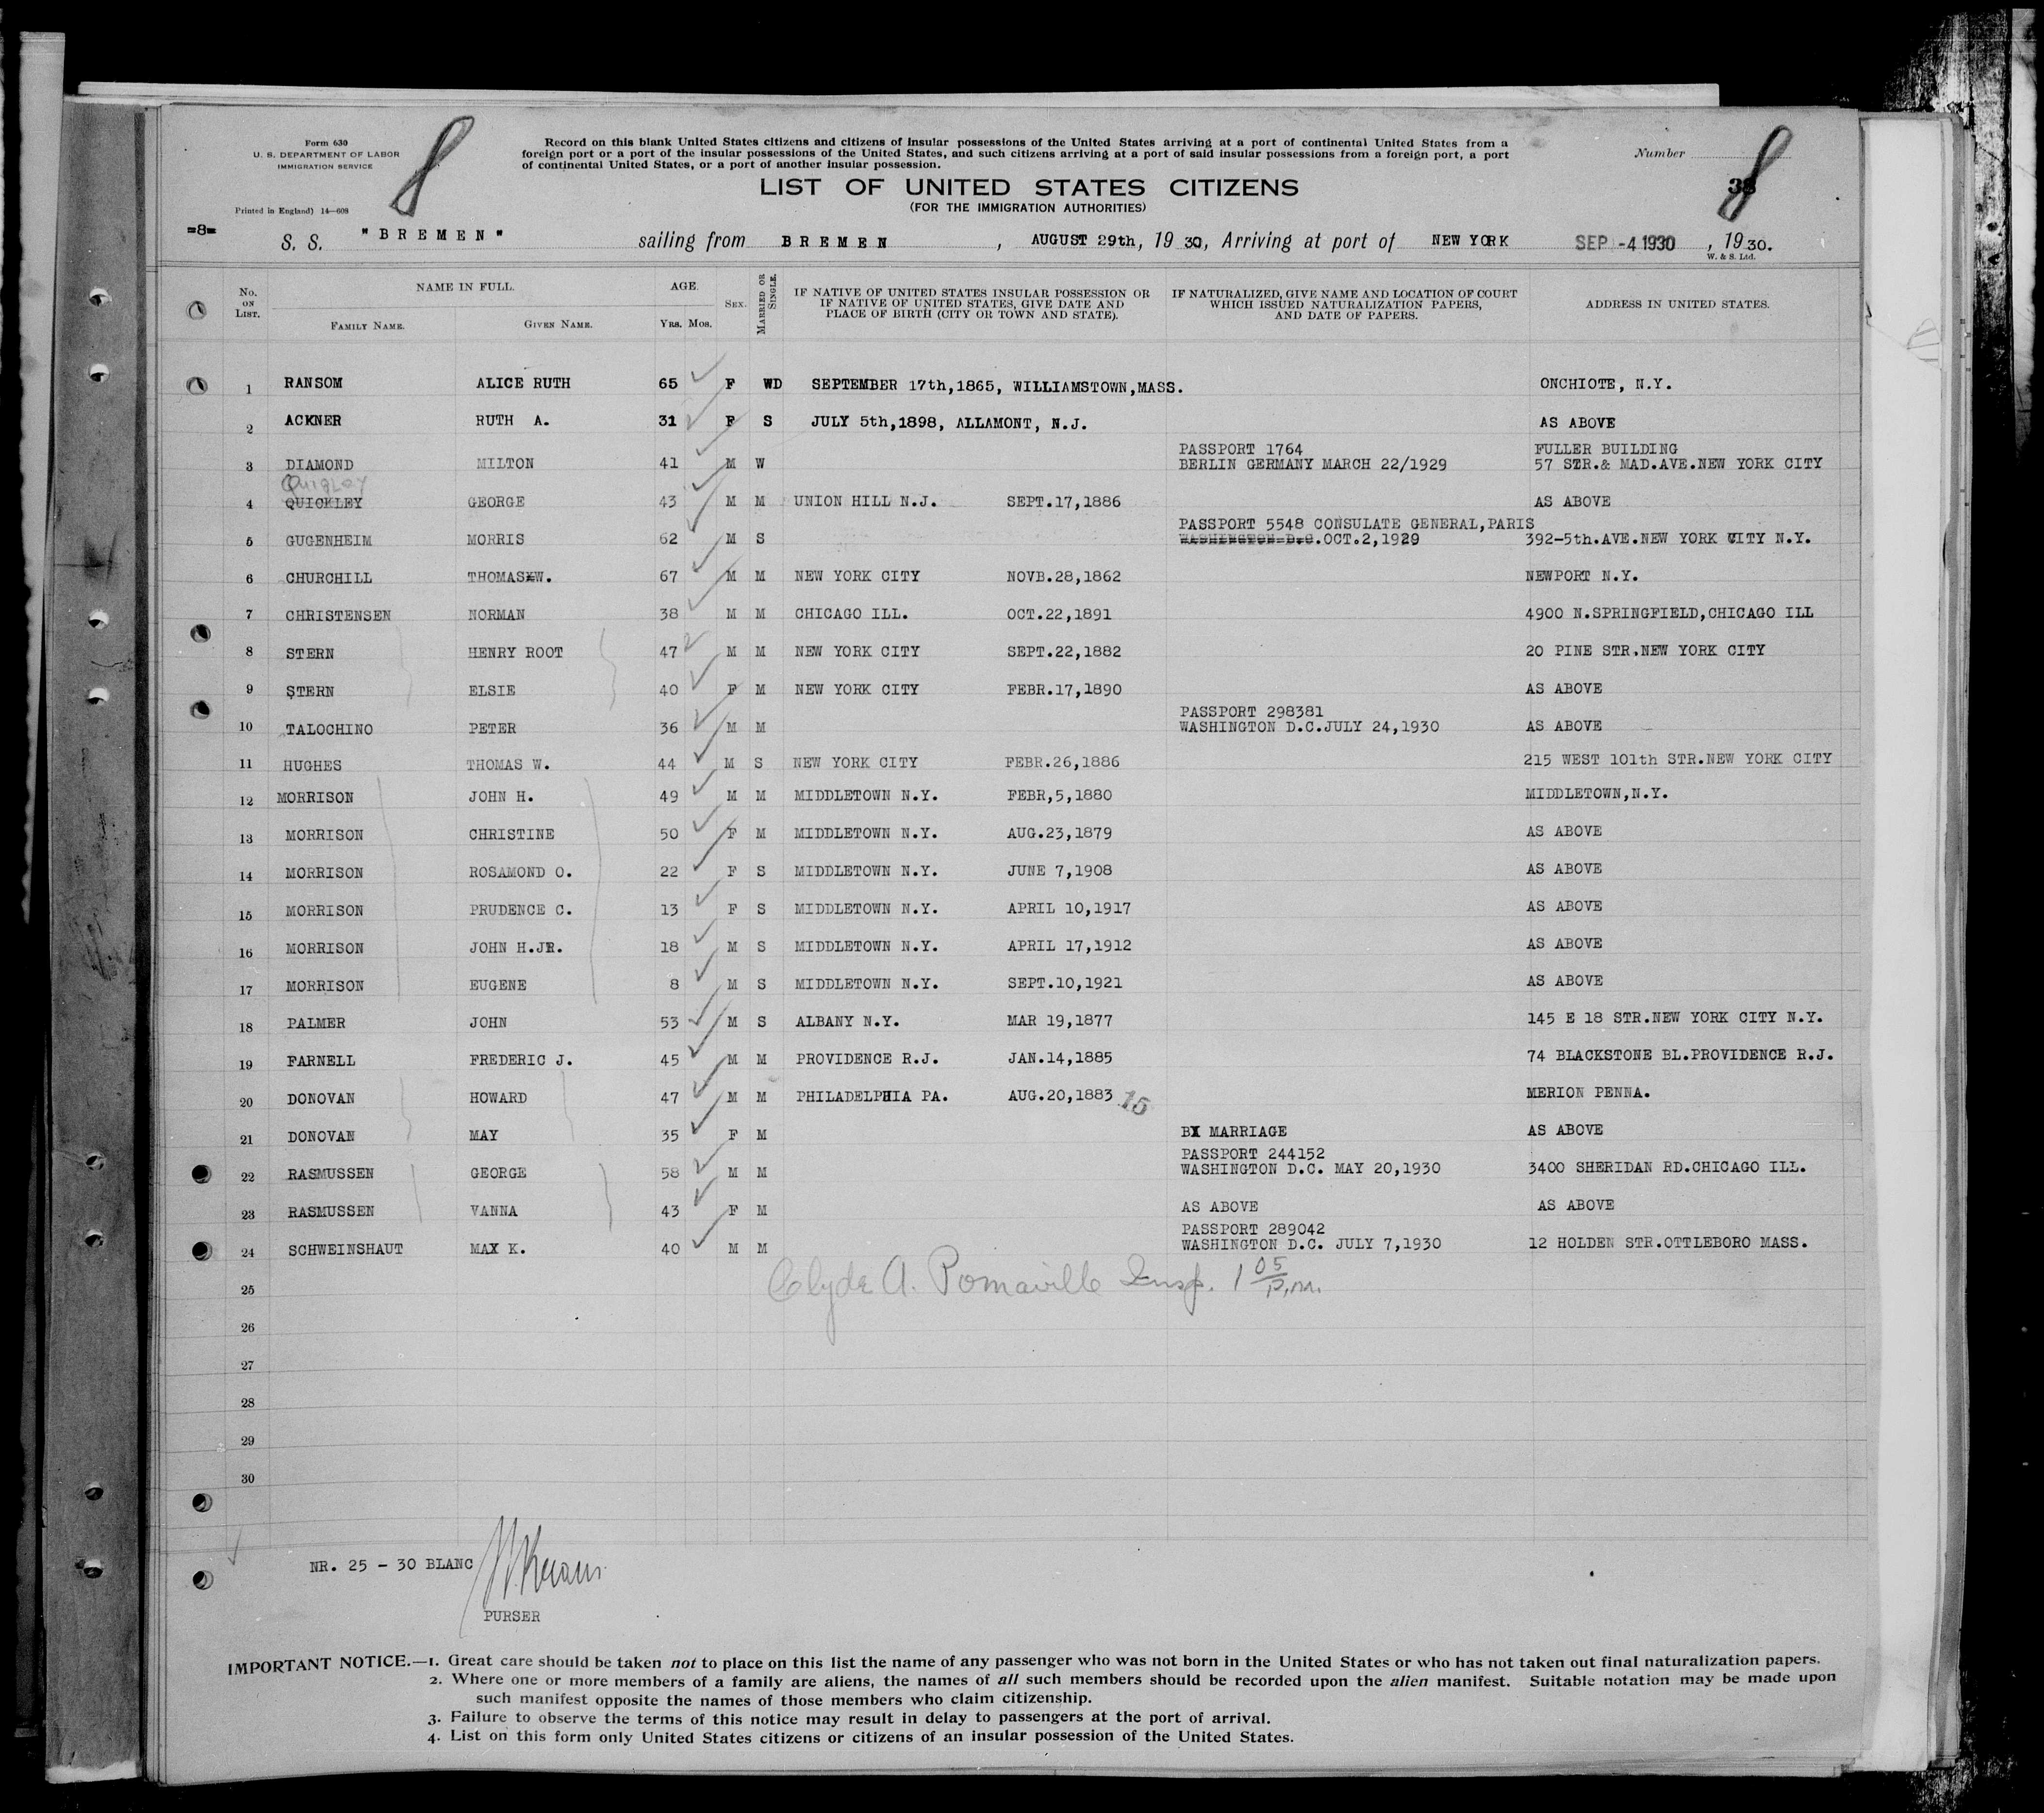 Form 630
U. S. DEPARTMENT OF LABOR
IMMIGRATION SERVICE
8
Printed in England) 14—608
Record on this blank United States citizens and citizens of insular possessions of the United States arriving at a port of continental United States from a
foreign port or a port of the insular possessions of the United States, and such citizens arriving at a port of said insular possessions from a foreign port, a port
of continental United States, or a port of another insular possession.
Number
38
8
LIST OF UNITED STATES CITIZENS
(FOR THE IMMIGRATION AUTHORITIES)
=8= S. S. "BREMEN" sailing from BREMEN, AUGUST 29th, 1930, Arriving at port of NEW YORK SEP -4 1930, 1930.
W. & S. Ltd.
No. ON LIST. NAME IN FULL. AGE. SEX. MARRIED OR SINGLE. IF NATIVE OF UNITED STATES INSULAR POSSESSION OR IF NATIVE OF UNITED STATES, GIVE DATE AND PLACE OF BIRTH (CITY OR TOWN AND STATE). IF NATURALIZED, GIVE NAME AND LOCATION OF COURT WHICH ISSUED NATURALIZATION PAPERS, AND DATE OF PAPERS. ADDRESS IN UNITED STATES.
FAMILY NAME. GIVEN NAME. YRS. MOS.
1 RANSOM ALICE RUTH 65 F WD SEPTEMBER 17th,1865, WILLIAMSTOWN,MASS. ONCHIOTE, N.Y.
2 ACKNER RUTH A. 31 F S JULY 5th,1898, ALLAMONT, N.J. AS ABOVE
PASSPORT 1764 FULLER BUILDING
3 DIAMOND MILTON 41 M W BERLIN GERMANY MARCH 22/1929 57 STR.& MAD.AVE.NEW YORK CITY
Quigley
4 QUICKLEY GEORGE 43 M M UNION HILL N.J. SEPT.17,1886 AS ABOVE
PASSPORT 5548 CONSULATE GENERAL,PARIS
5 GUGENHEIM MORRIS 62 M S WASHINGTON D.C.OCT.2,1929 392-5th.AVE.NEW YORK CITY N.Y.
6 CHURCHILL THOMAS W. 67 M M NEW YORK CITY NOVB.28,1862 NEWPORT N.Y.
7 CHRISTENSEN NORMAN 38 M M CHICAGO ILL. OCT.22,1891 4900 N.SPRINGFIELD,CHICAGO ILL
8 STERN HENRY ROOT 47 M M NEW YORK CITY SEPT.22,1882 20 PINE STR.NEW YORK CITY
9 STERN ELSIE 40 F M NEW YORK CITY FEBR.17,1890 AS ABOVE
PASSPORT 298381
10 TALOCHINO PETER 36 M M WASHINGTON D.C.JULY 24,1930 AS ABOVE
11 HUGHES THOMAS W. 44 M S NEW YORK CITY FEBR.26,1886 215 WEST 101th STR.NEW YORK CITY
12 MORRISON JOHN H. 49 M M MIDDLETOWN N.Y. FEBR,5,1880 MIDDLETOWN,N.Y.
13 MORRISON CHRISTINE 50 F M MIDDLETOWN N.Y. AUG.23,1879 AS ABOVE
14 MORRISON ROSAMOND O. 22 F S MIDDLETOWN N.Y. JUNE 7,1908 AS ABOVE
15 MORRISON PRUDENCE C. 13 F S MIDDLETOWN N.Y. APRIL 10,1917 AS ABOVE
16 MORRISON JOHN H.JR. 18 M S MIDDLETOWN N.Y. APRIL 17,1912 AS ABOVE
17 MORRISON EUGENE 8 M S MIDDLETOWN N.Y. SEPT.10,1921 AS ABOVE
18 PALMER JOHN 53 M S ALBANY N.Y. MAR 19,1877 145 E 18 STR.NEW YORK CITY N.Y.
19 FARNELL FREDERIC J. 45 M M PROVIDENCE R.J. JAN.14,1885 74 BLACKSTONE BL.PROVIDENCE R.J.
20 DONOVAN HOWARD 47 M M PHILADELPHIA PA. AUG.20,1883 15 MERION PENNA.
21 DONOVAN MAY 35 F M BY MARRIAGE AS ABOVE
PASSPORT 244152
22 RASMUSSEN GEORGE 58 M M WASHINGTON D.C. MAY 20,1930 3400 SHERIDAN RD.CHICAGO ILL.
23 RASMUSSEN VANNA 43 F M AS ABOVE AS ABOVE
PASSPORT 289042
24 SCHWEINSHAUT MAX K. 40 M M WASHINGTON D.C. JULY 7,1930 12 HOLDEN STR.OTTLEBORO MASS.
25 Clyde A. Pomaville Insp. 1 05 p.m.
26
27
28
29
30
NR. 25 - 30 BLANC
PURSER
IMPORTANT NOTICE.—1. Great care should be taken not to place on this list the name of any passenger who was not born in the United States or who has not taken out final naturalization papers.
2. Where one or more members of a family are aliens, the names of all such members should be recorded upon the alien manifest. Suitable notation may be made upon
such manifest opposite the names of those members who claim citizenship.
3. Failure to observe the terms of this notice may result in delay to passengers at the port of arrival.
4. List on this form only United States citizens or citizens of an insular possession of the United States.